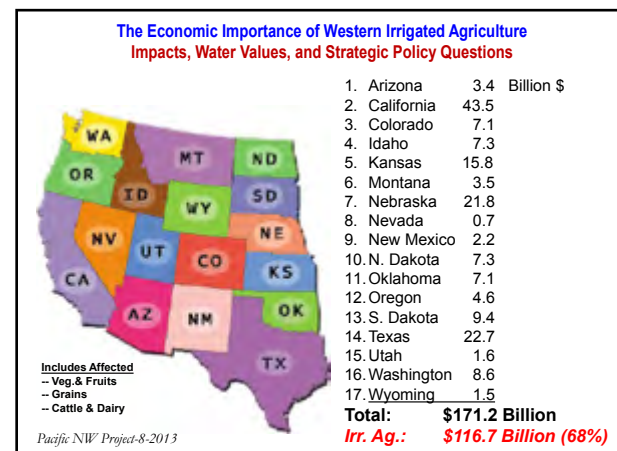 The Economic Importance of Western Irrigated Agriculture
Impacts, Water Values, and Strategic Policy Questions
1. Arizona 3.4 Billion $
2. California 43.5
3. Colorado 7.1
4. Idaho 7.3
5. Kansas 15.8
6. Montana 3.5
7. Nebraska 21.8
8. Nevada 0.7
9. New Mexico 2.2
10. N. Dakota 7.3
11. Oklahoma 7.1
12. Oregon 4.6
13. S. Dakota 9.4
14. Texas 22.7
15. Utah 1.6
16. Washington 8.6
17. Wyoming 1.5
Total: $171.2 Billion
Irr. Ag.: $116.7 Billion (68%)
WA
MT
ND
OR
ID
SD
WY
NE
NV
UT
CO
KS
CA
AZ
NM
OK
TX
Includes Affected
-- Veg.& Fruits
-- Grains
-- Cattle & Dairy
Pacific NW Project-8-2013